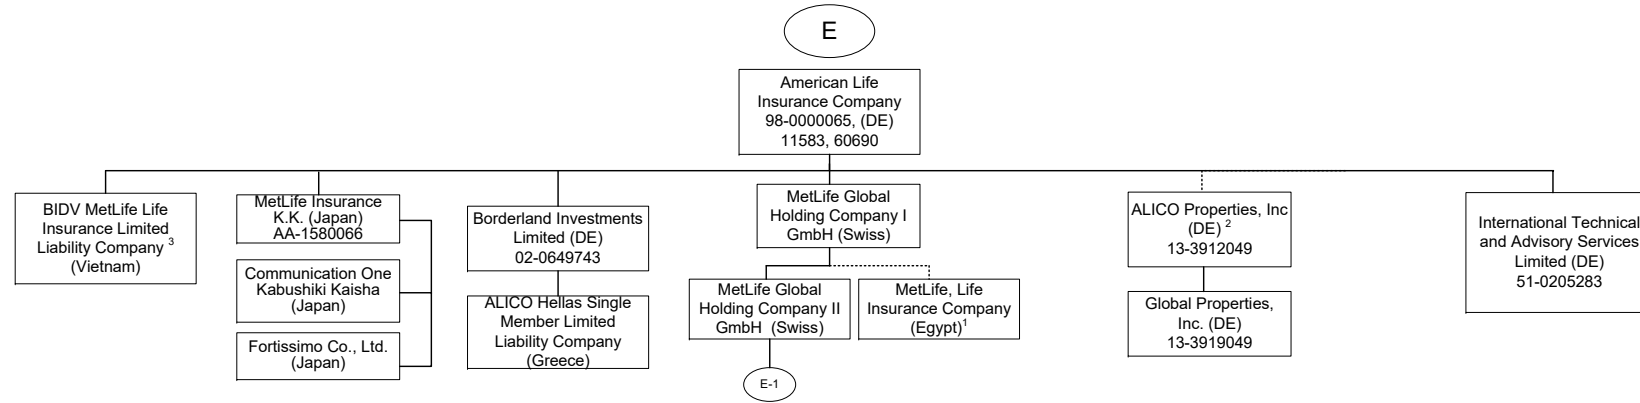 E
American Life
Insurance Company
98-0000065, (DE)
11583, 60690
BIDV MetLife Life
Insurance Limited
Liability Company 3
(Vietnam)
MetLife Insurance
K.K. (Japan)
AA-1580066
Communication One
Kabushiki Kaisha
(Japan)
Fortissimo Co., Ltd.
(Japan)
Borderland Investments
Limited (DE)
02-0649743
ALICO Hellas Single
Member Limited
Liability Company
(Greece)
MetLife Global
Holding Company I
GmbH (Swiss)
MetLife Global
Holding Company II
GmbH (Swiss)
E-1
MetLife, Life
Insurance Company
(Egypt)1
ALICO Properties, Inc
(DE) 2
13-3912049
Global Properties,
Inc. (DE)
13-3919049
International Technical
and Advisory Services
Limited (DE)
51-0205283